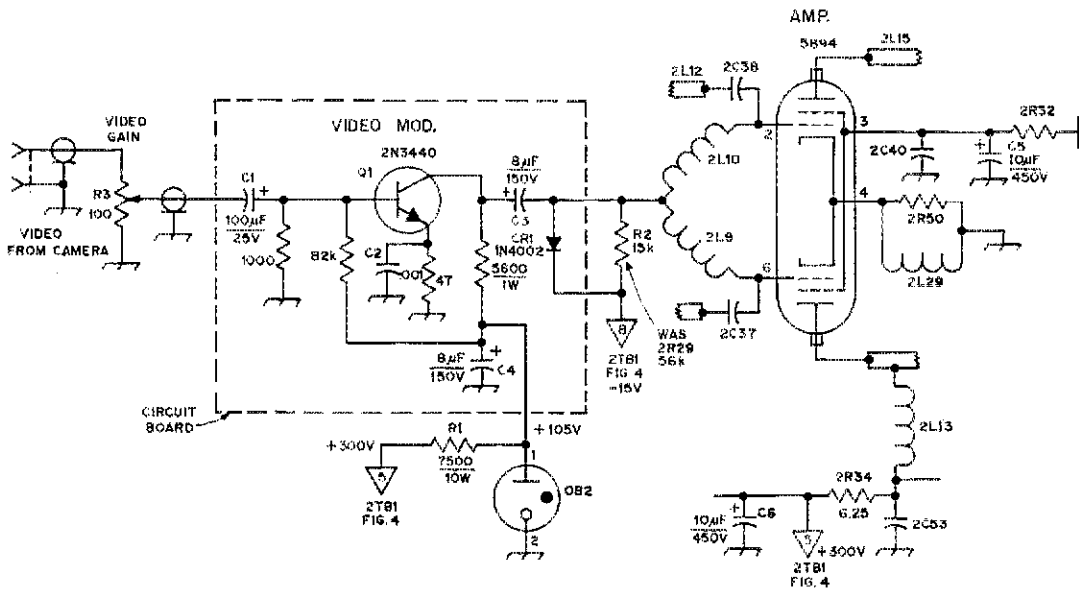 AMP.
5894
2L15
2L12
2C38
2
3
2R32
2C40
C5
+
10µF
450V
2L10
4
2R50
2L29
2L9
6
2C37
VIDEO
GAIN
R3
100
VIDEO
FROM CAMERA
VIDEO MOD.
Q1
2N3440
C1
+
100µF
25V
1000
82k
C2
.001
47
5600
1W
8µF
150V
+
C3
CR1
1N4002
R2
15k
WAS
2R29
56k
8
2TB1
FIG. 4
-15V
8µF
150V
+
C4
CIRCUIT
BOARD
+105V
+300V
R1
7500
10W
5
2TB1
FIG. 4
1
OB2
2
2L13
2R34
6.25
2C53
+
C6
10µF
450V
5
+300V
2TB1
FIG. 4